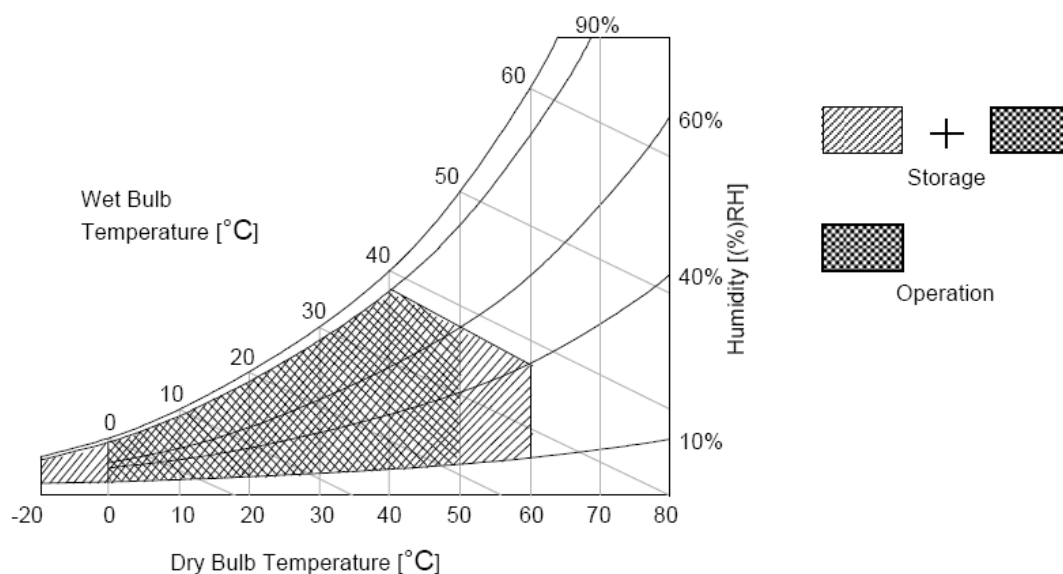 90%
60
60%
50
Wet Bulb
Temperature [°C]
40
40%
30
20
10
0
10%
Humidity [(%)RH]
-20 0 10 20 30 40 50 60 70 80
Dry Bulb Temperature [°C]
+
Storage
Operation